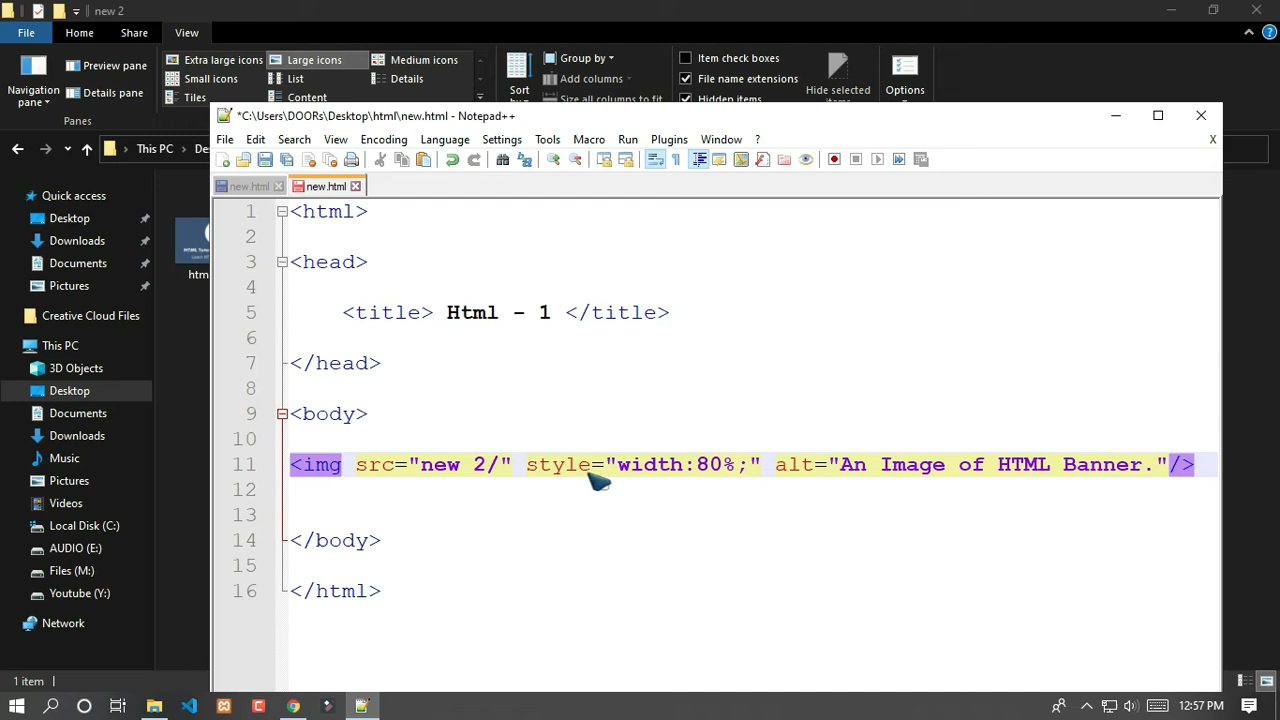 new 2
File Home Share View
Preview pane
Details pane
Navigation pane
Panes
Extra large icons
Large icons
Medium icons
Small icons
List
Details
Tiles
Content
Sort by
Group by
Add columns
Size all columns to fit
Item check boxes
File name extensions
Hidden items
Hide selected items
Options
This PC
*C:\Users\DOORs\Desktop\html\new.html - Notepad++
File Edit Search View Encoding Language Settings Tools Macro Run Plugins Window ? X
new.html new.html
1 <html>
2
3 <head>
4
5 <title> Html - 1 </title>
6
7 </head>
8
9 <body>
10
11 <img src="new 2/" style="width:80%;" alt="An Image of HTML Banner."/>
12
13
14 </body>
15
16 </html>
Quick access
Desktop
Downloads
Documents
Pictures
Creative Cloud Files
This PC
3D Objects
Desktop
Documents
Downloads
Music
Pictures
Videos
Local Disk (C:)
AUDIO (E:)
Files (M:)
Youtube (Y:)
Network
1 item
12:57 PM